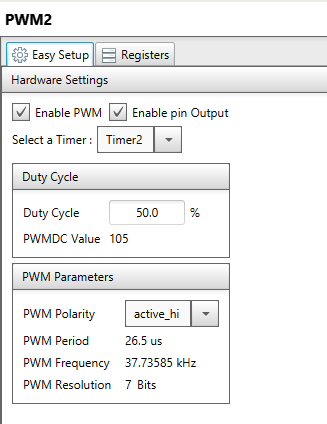 PWM2
Easy Setup Registers
Hardware Settings
Enable PWM Enable pin Output
Select a Timer : Timer2
Duty Cycle
Duty Cycle 50.0 %
PWMDC Value 105
PWM Parameters
PWM Polarity active_hi
PWM Period 26.5 us
PWM Frequency 37.73585 kHz
PWM Resolution 7 Bits